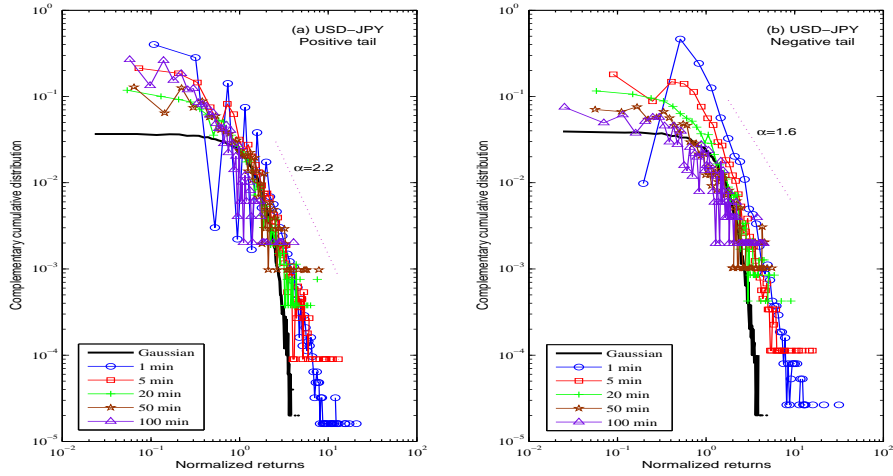 (a) USD−JPY
Positive tail
Complementary cumulative distribution
10^0
10^−1
10^−2
10^−3
10^−4
10^−5
α=2.2
Gaussian
1 min
5 min
20 min
50 min
100 min
10^−2
10^−1
10^0
10^1
10^2
Normalized returns
(b) USD−JPY
Negative tail
Complementary cumulative distribution
10^0
10^−1
10^−2
10^−3
10^−4
10^−5
α=1.6
Gaussian
1 min
5 min
20 min
50 min
100 min
10^−2
10^−1
10^0
10^1
10^2
Normalized returns